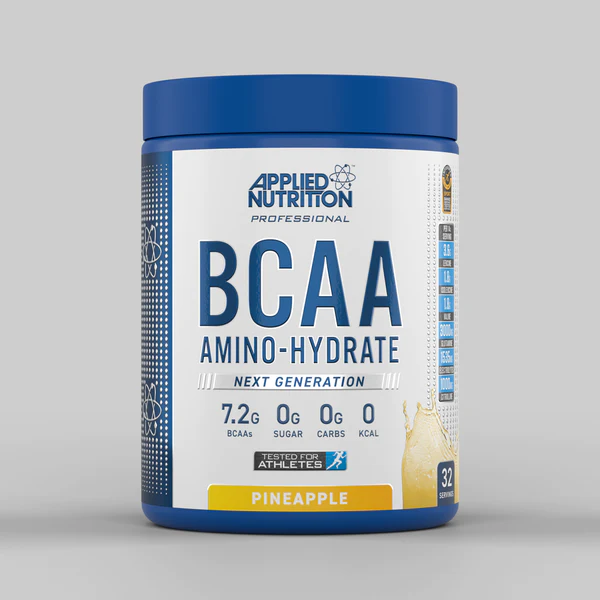 APPLIED
NUTRITION
PROFESSIONAL
BCAA
AMINO-HYDRATE
NEXT GENERATION
7.2G 0G 0G 0
BCAAs SUGAR CARBS KCAL
TESTED FOR
ATHLETES
PINEAPPLE
32
SERVINGS